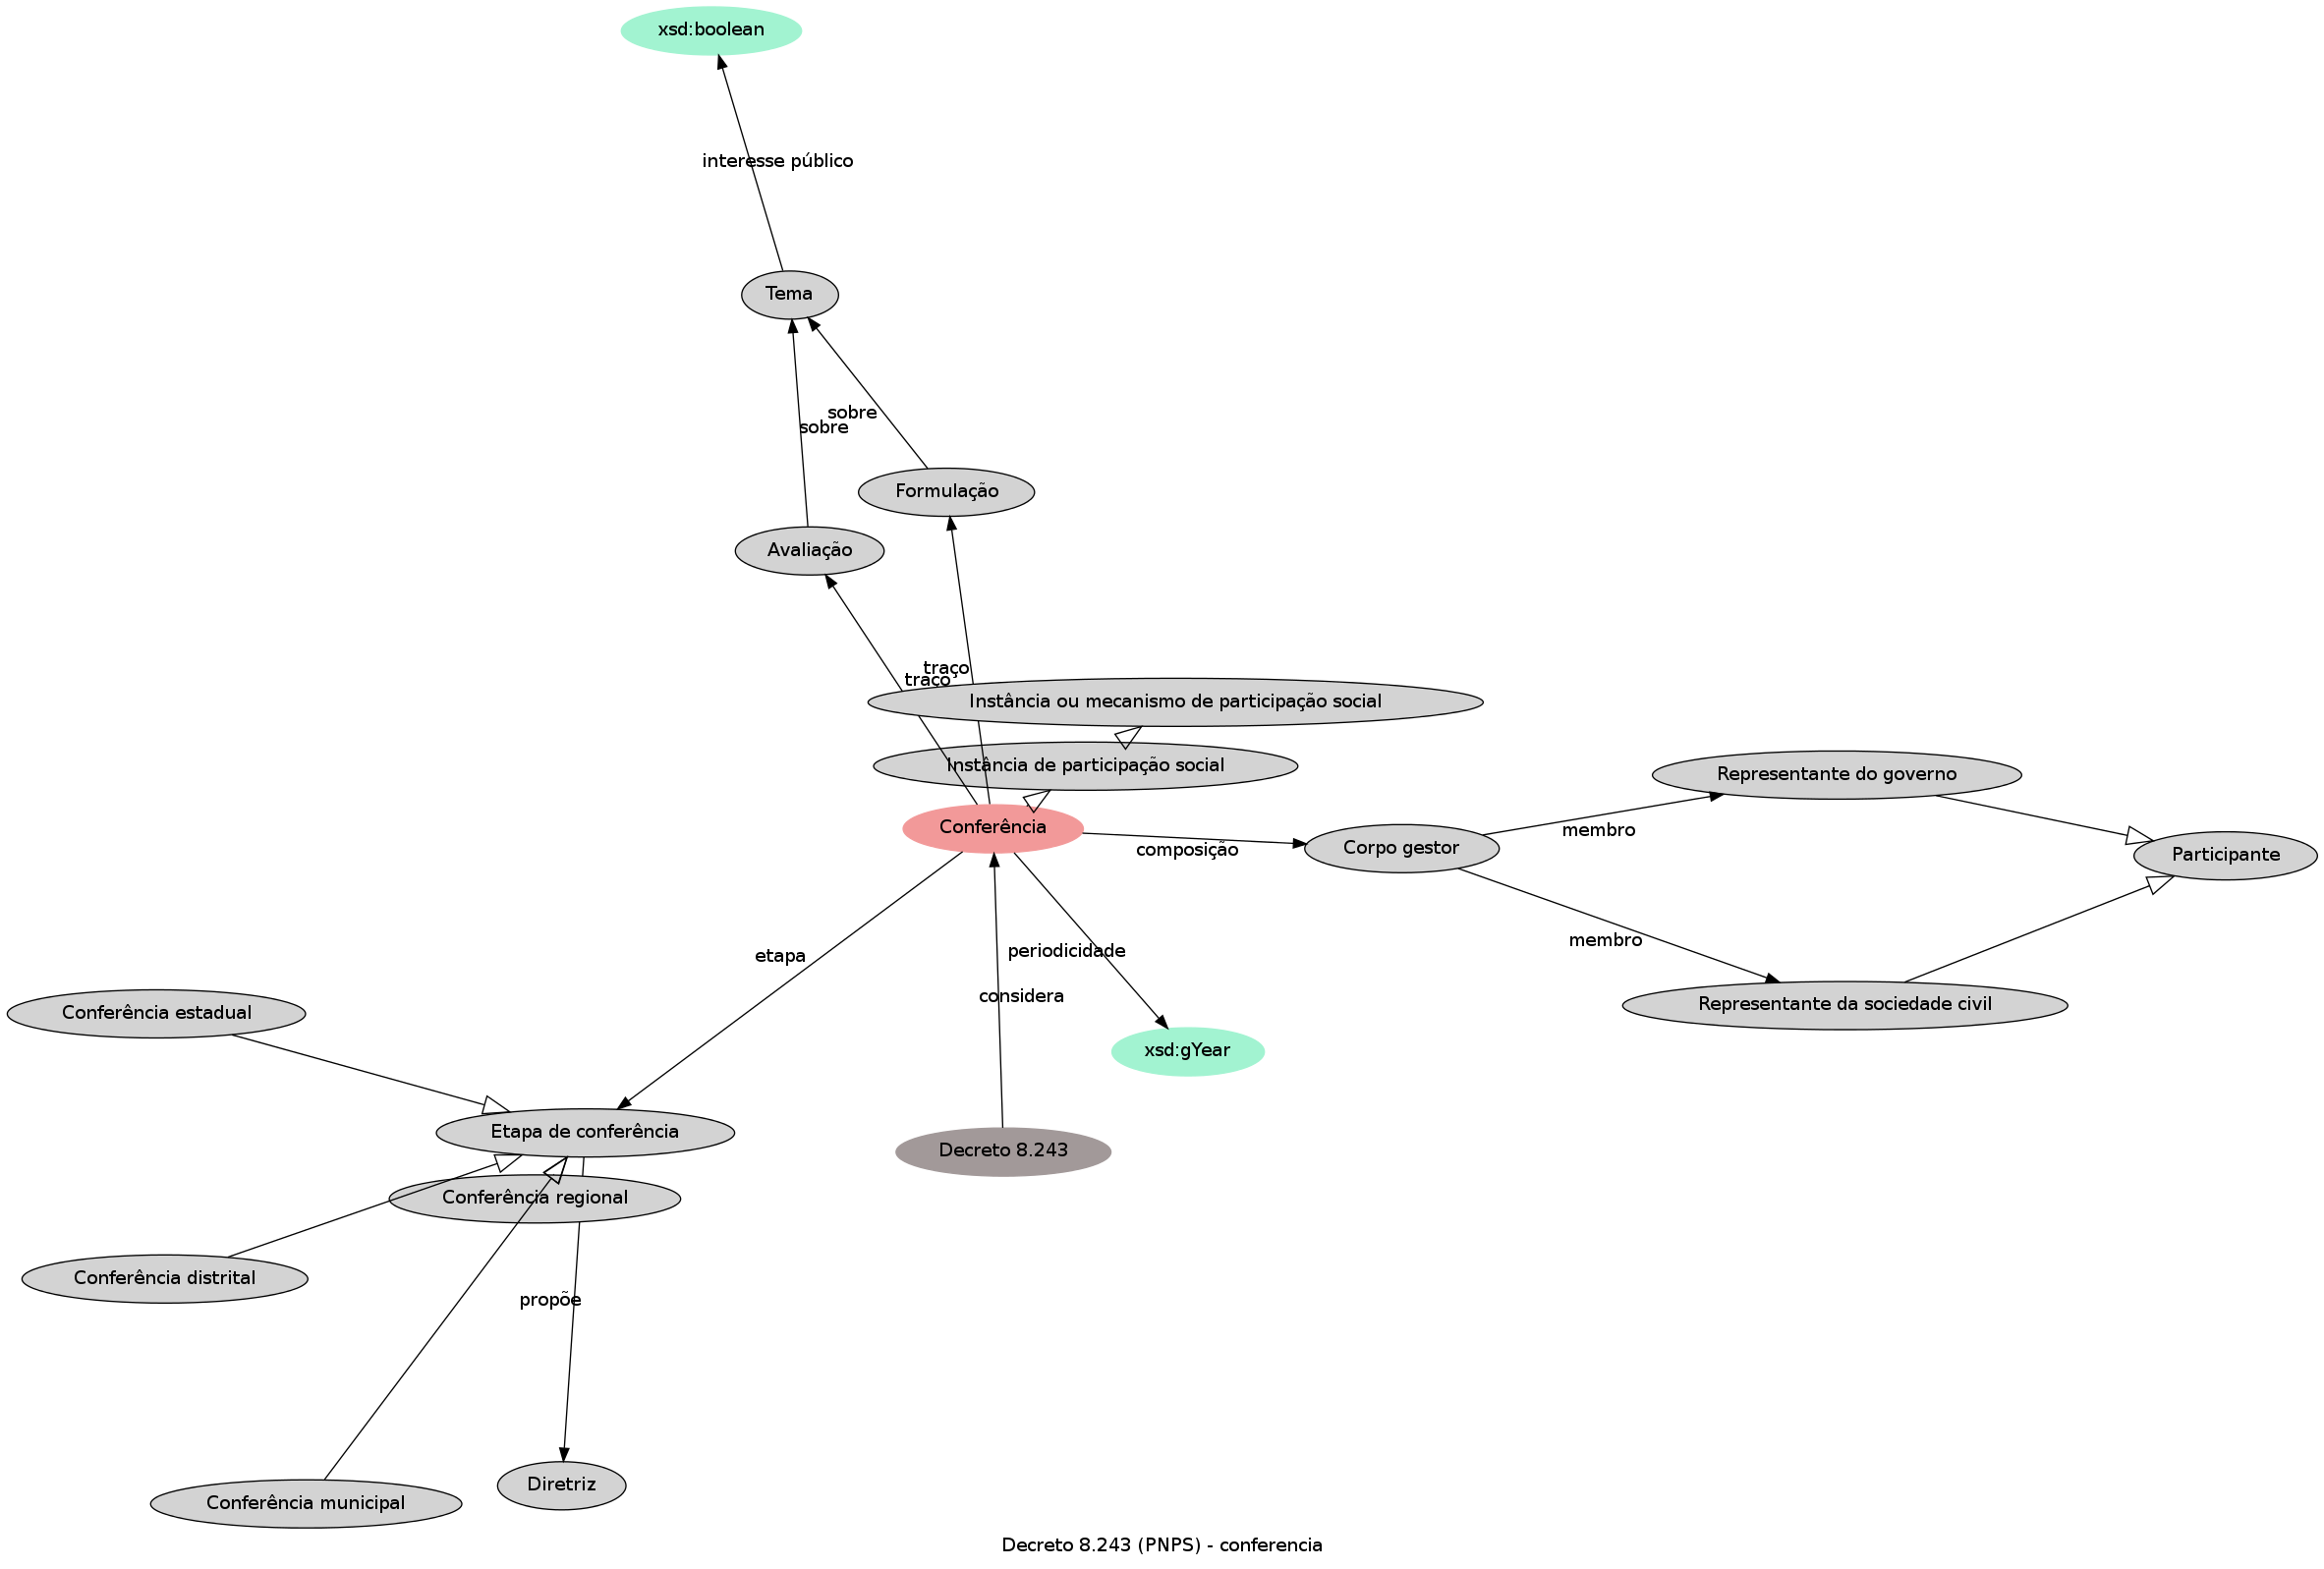 xsd:boolean
interesse público
Tema
sobre
sobre
Formulação
Avaliação
traço
traço
Instância ou mecanismo de participação social
Instância de participação social
Representante do governo
Conferência
membro
Corpo gestor
composição
Participante
membro
etapa
periodicidade
considera
Representante da sociedade civil
Conferência estadual
xsd:gYear
Etapa de conferência
Decreto 8.243
Conferência regional
Conferência distrital
propõe
Diretriz
Conferência municipal
Decreto 8.243 (PNPS) - conferencia